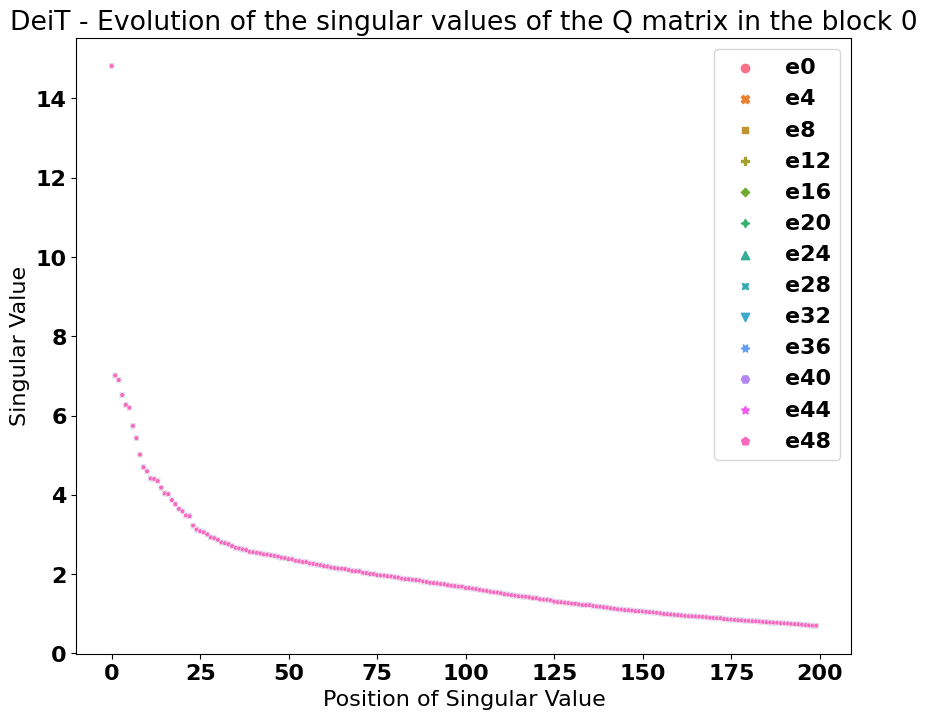 DeiT - Evolution of the singular values of the Q matrix in the block 0
Singular Value
14
12
10
8
6
4
2
0
0 25 50 75 100 125 150 175 200
Position of Singular Value
e0
e4
e8
e12
e16
e20
e24
e28
e32
e36
e40
e44
e48